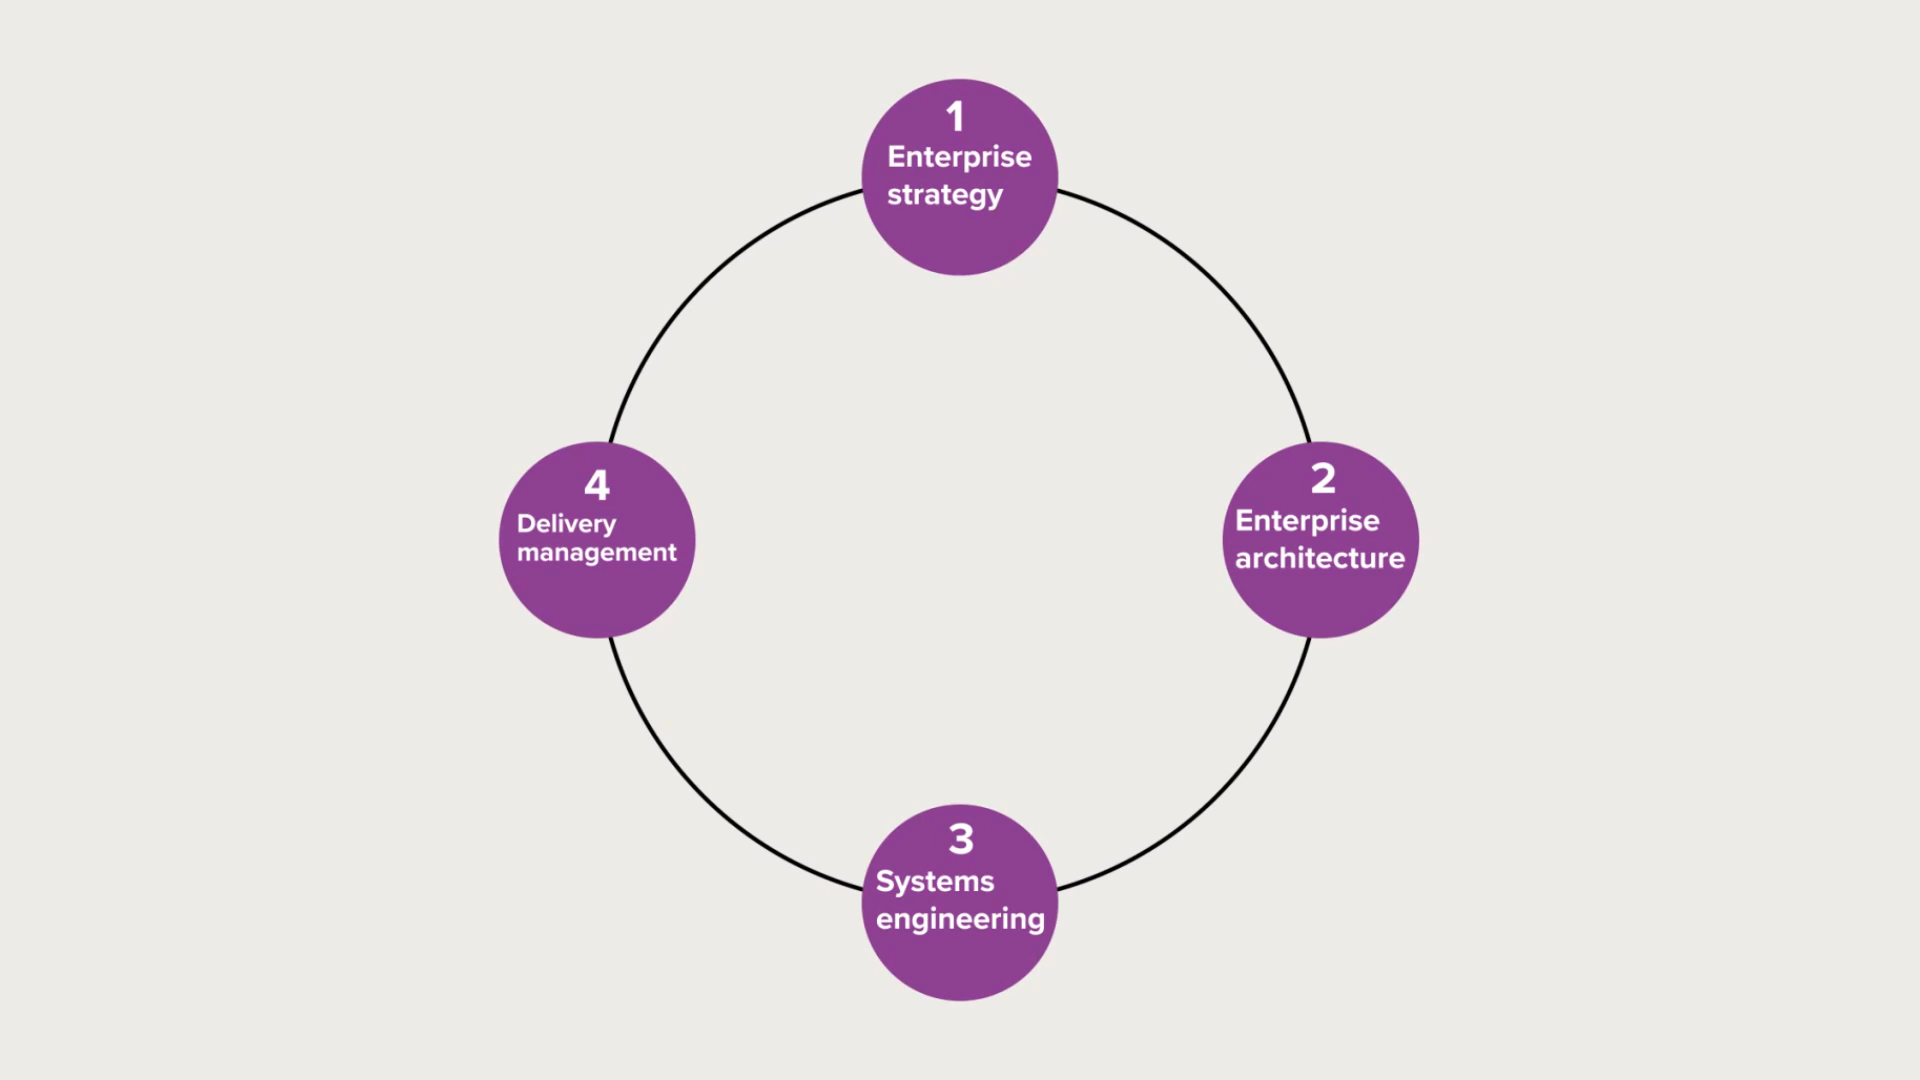 1
Enterprise
strategy
2
Enterprise
architecture
3
Systems
engineering
4
Delivery
management